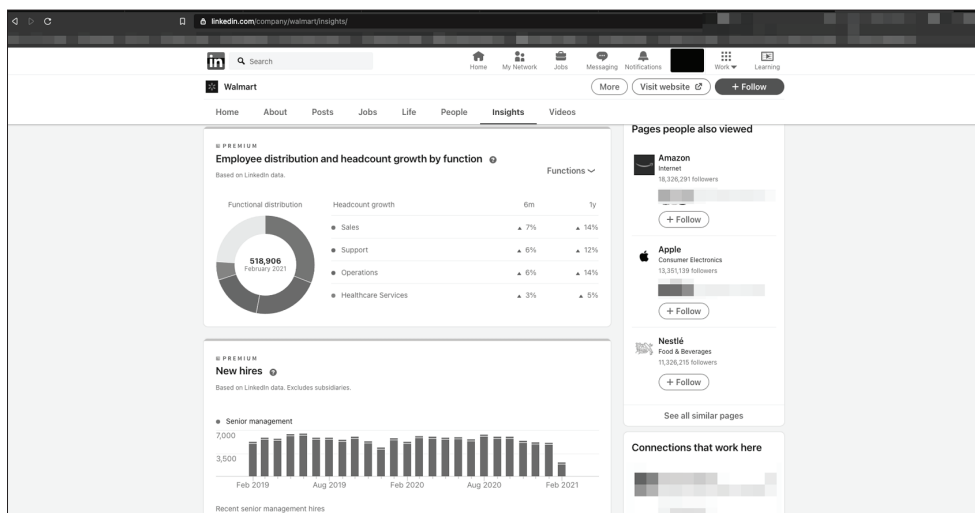 linkedin.com/company/walmart/insights/
in
Search
Home
My Network
Jobs
Messaging
Notifications
Work
Learning
Walmart
More
Visit website
+ Follow
Home About Posts Jobs Life People Insights Videos
PREMIUM
Employee distribution and headcount growth by function
Based on LinkedIn data.
Functions
Functional distribution
518,906
February 2021
Headcount growth 6m 1y
Sales ▲ 7% ▲ 14%
Support ▲ 6% ▲ 12%
Operations ▲ 6% ▲ 14%
Healthcare Services ▲ 3% ▲ 5%
PREMIUM
New hires
Based on LinkedIn data. Excludes subsidiaries.
Senior management
7,000
3,500
Feb 2019 Aug 2019 Feb 2020 Aug 2020 Feb 2021
Recent senior management hires
Pages people also viewed
Amazon
Internet
18,326,291 followers
+ Follow
Apple
Consumer Electronics
13,351,139 followers
+ Follow
Nestlé
Food & Beverages
11,326,215 followers
+ Follow
See all similar pages
Connections that work here